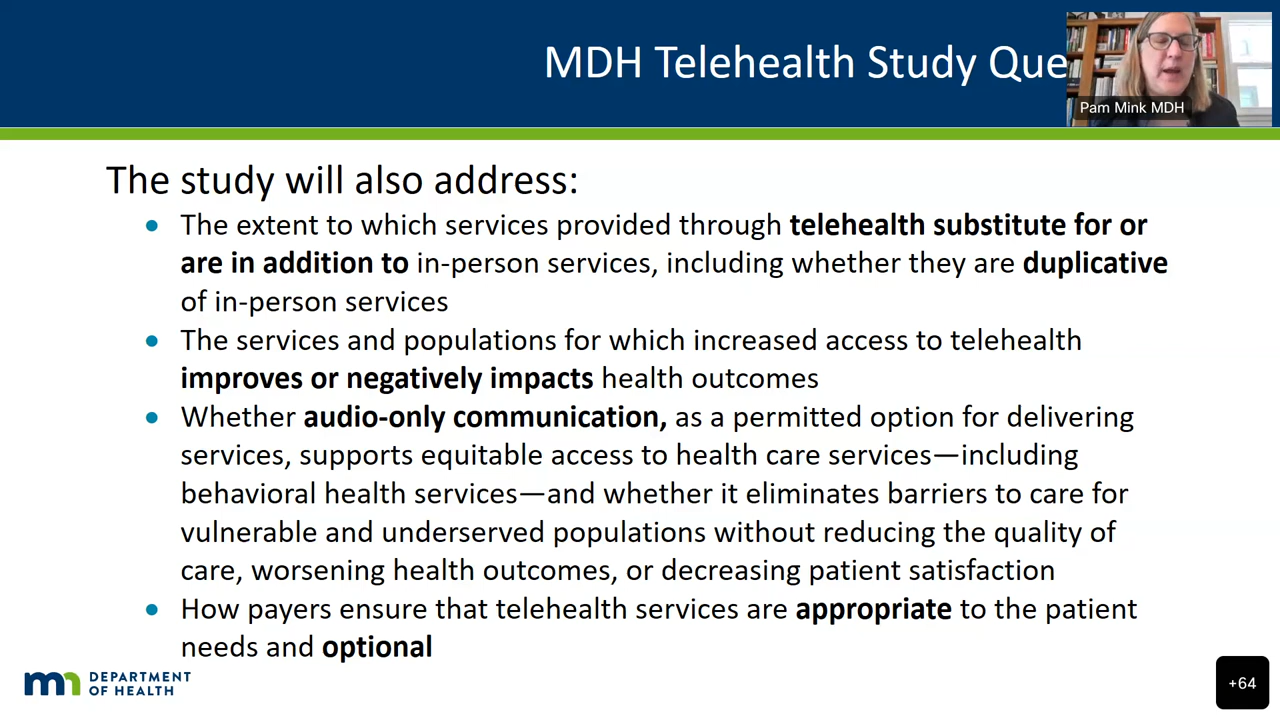 MDH Telehealth Study Que
Pam Mink MDH
The study will also address:
• The extent to which services provided through telehealth substitute for or
are in addition to in-person services, including whether they are duplicative
of in-person services
• The services and populations for which increased access to telehealth
improves or negatively impacts health outcomes
• Whether audio-only communication, as a permitted option for delivering
services, supports equitable access to health care services—including
behavioral health services—and whether it eliminates barriers to care for
vulnerable and underserved populations without reducing the quality of
care, worsening health outcomes, or decreasing patient satisfaction
• How payers ensure that telehealth services are appropriate to the patient
needs and optional
mn DEPARTMENT
OF HEALTH
+64